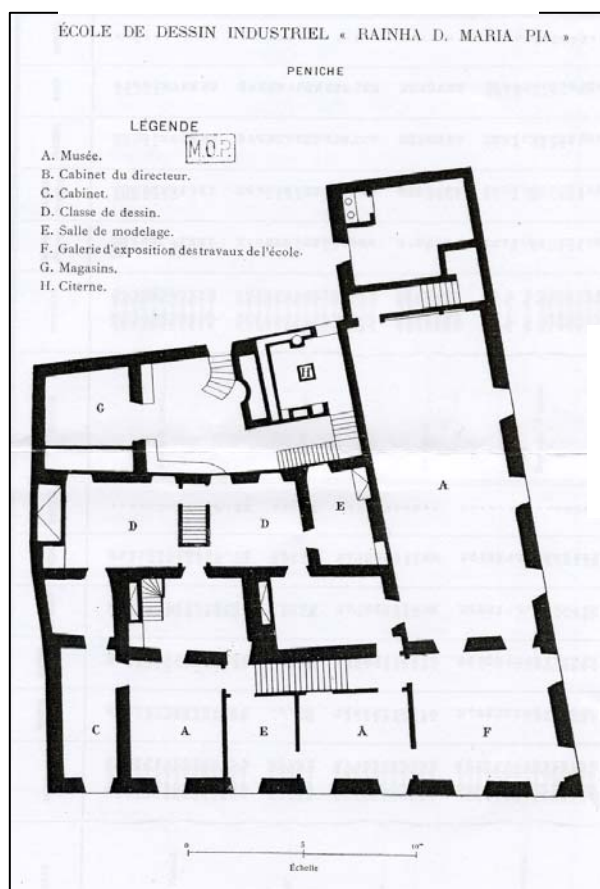 ÉCOLE DE DESSIN INDUSTRIEL « RAINHA D. MARIA PIA »
PENICHE
LÉGENDE
M.O.P.
A. Musée.
B. Cabinet du directeur.
C. Cabinet.
D. Classe de dessin.
E. Salle de modelage.
F. Galerie d'exposition des travaux de l'école.
G. Magasins.
H. Citerne.
H
G
A
D
D
E
C
A
E
A
F
0 5 10m
Échelle